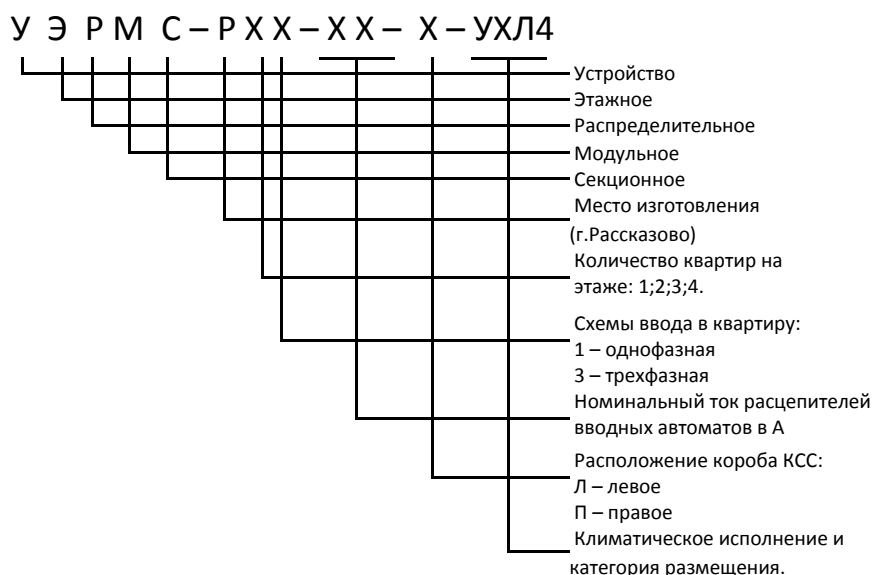 У Э Р М С – Р Х Х – Х Х – Х – УХЛ4
Устройство
Этажное
Распределительное
Модульное
Секционное
Место изготовления
(г.Рассказово)
Количество квартир на
этаже: 1;2;3;4.
Схемы ввода в квартиру:
1 – однофазная
3 – трехфазная
Номинальный ток расцепителей
вводных автоматов в А
Расположение короба КСС:
Л – левое
П – правое
Климатическое исполнение и
категория размещения.